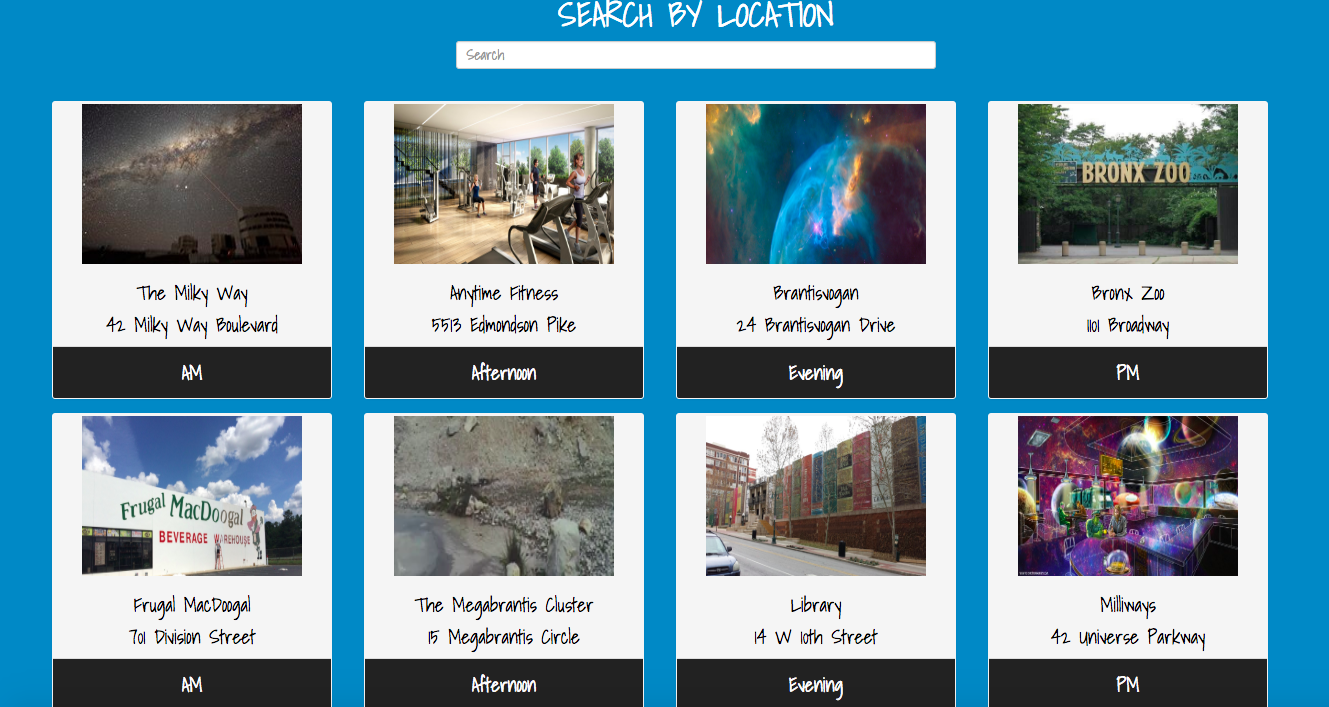 SEARCH BY LOCATION
Search
BRONX ZOO
The Milky Way
42 Milky Way Boulevard
AM
Anytime Fitness
5513 Edmondson Pike
Afternoon
Brantisvogan
24 Brantisvogan Drive
Evening
Bronx Zoo
1101 Broadway
PM
Frugal MacDoogal
BEVERAGE WAREHOUSE
Frugal MacDoogal
701 Division Street
AM
The Megabrantis Cluster
15 Megabrantis Circle
Afternoon
Library
14 W 10th Street
Evening
Milliways
42 Universe Parkway
PM